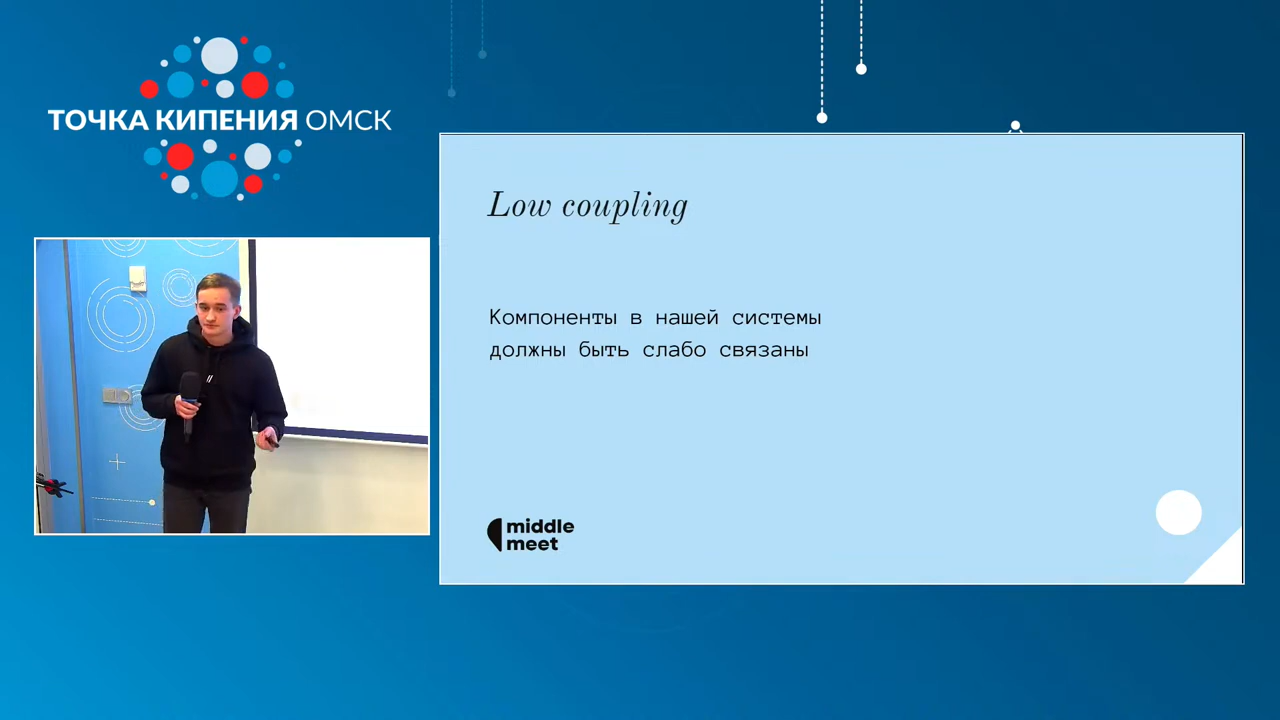 ТОЧКА КИПЕНИЯ ОМСК
Low coupling
Компоненты в нашей системы
должны быть слабо связаны
middle
meet